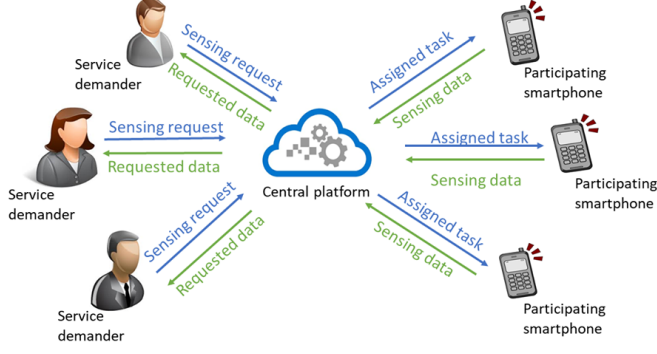 Service
demander
Sensing request
Requested data
Assigned task
Sensing data
Participating
smartphone
Service
demander
Sensing request
Requested data
Central platform
Assigned task
Sensing data
Participating
smartphone
Service
demander
Sensing request
Requested data
Assigned task
Sensing data
Participating
smartphone